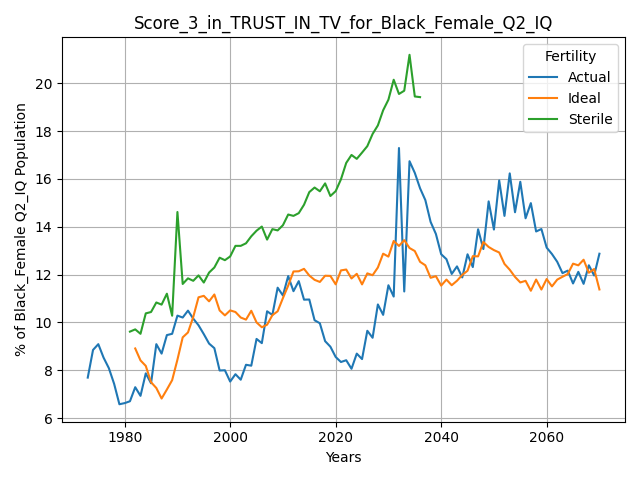 Score_3_in_TRUST_IN_TV_for_Black_Female_Q2_IQ
% of Black_Female Q2_IQ Population
20
18
16
14
12
10
8
6
Fertility
Actual
Ideal
Sterile
1980 2000 2020 2040 2060
Years